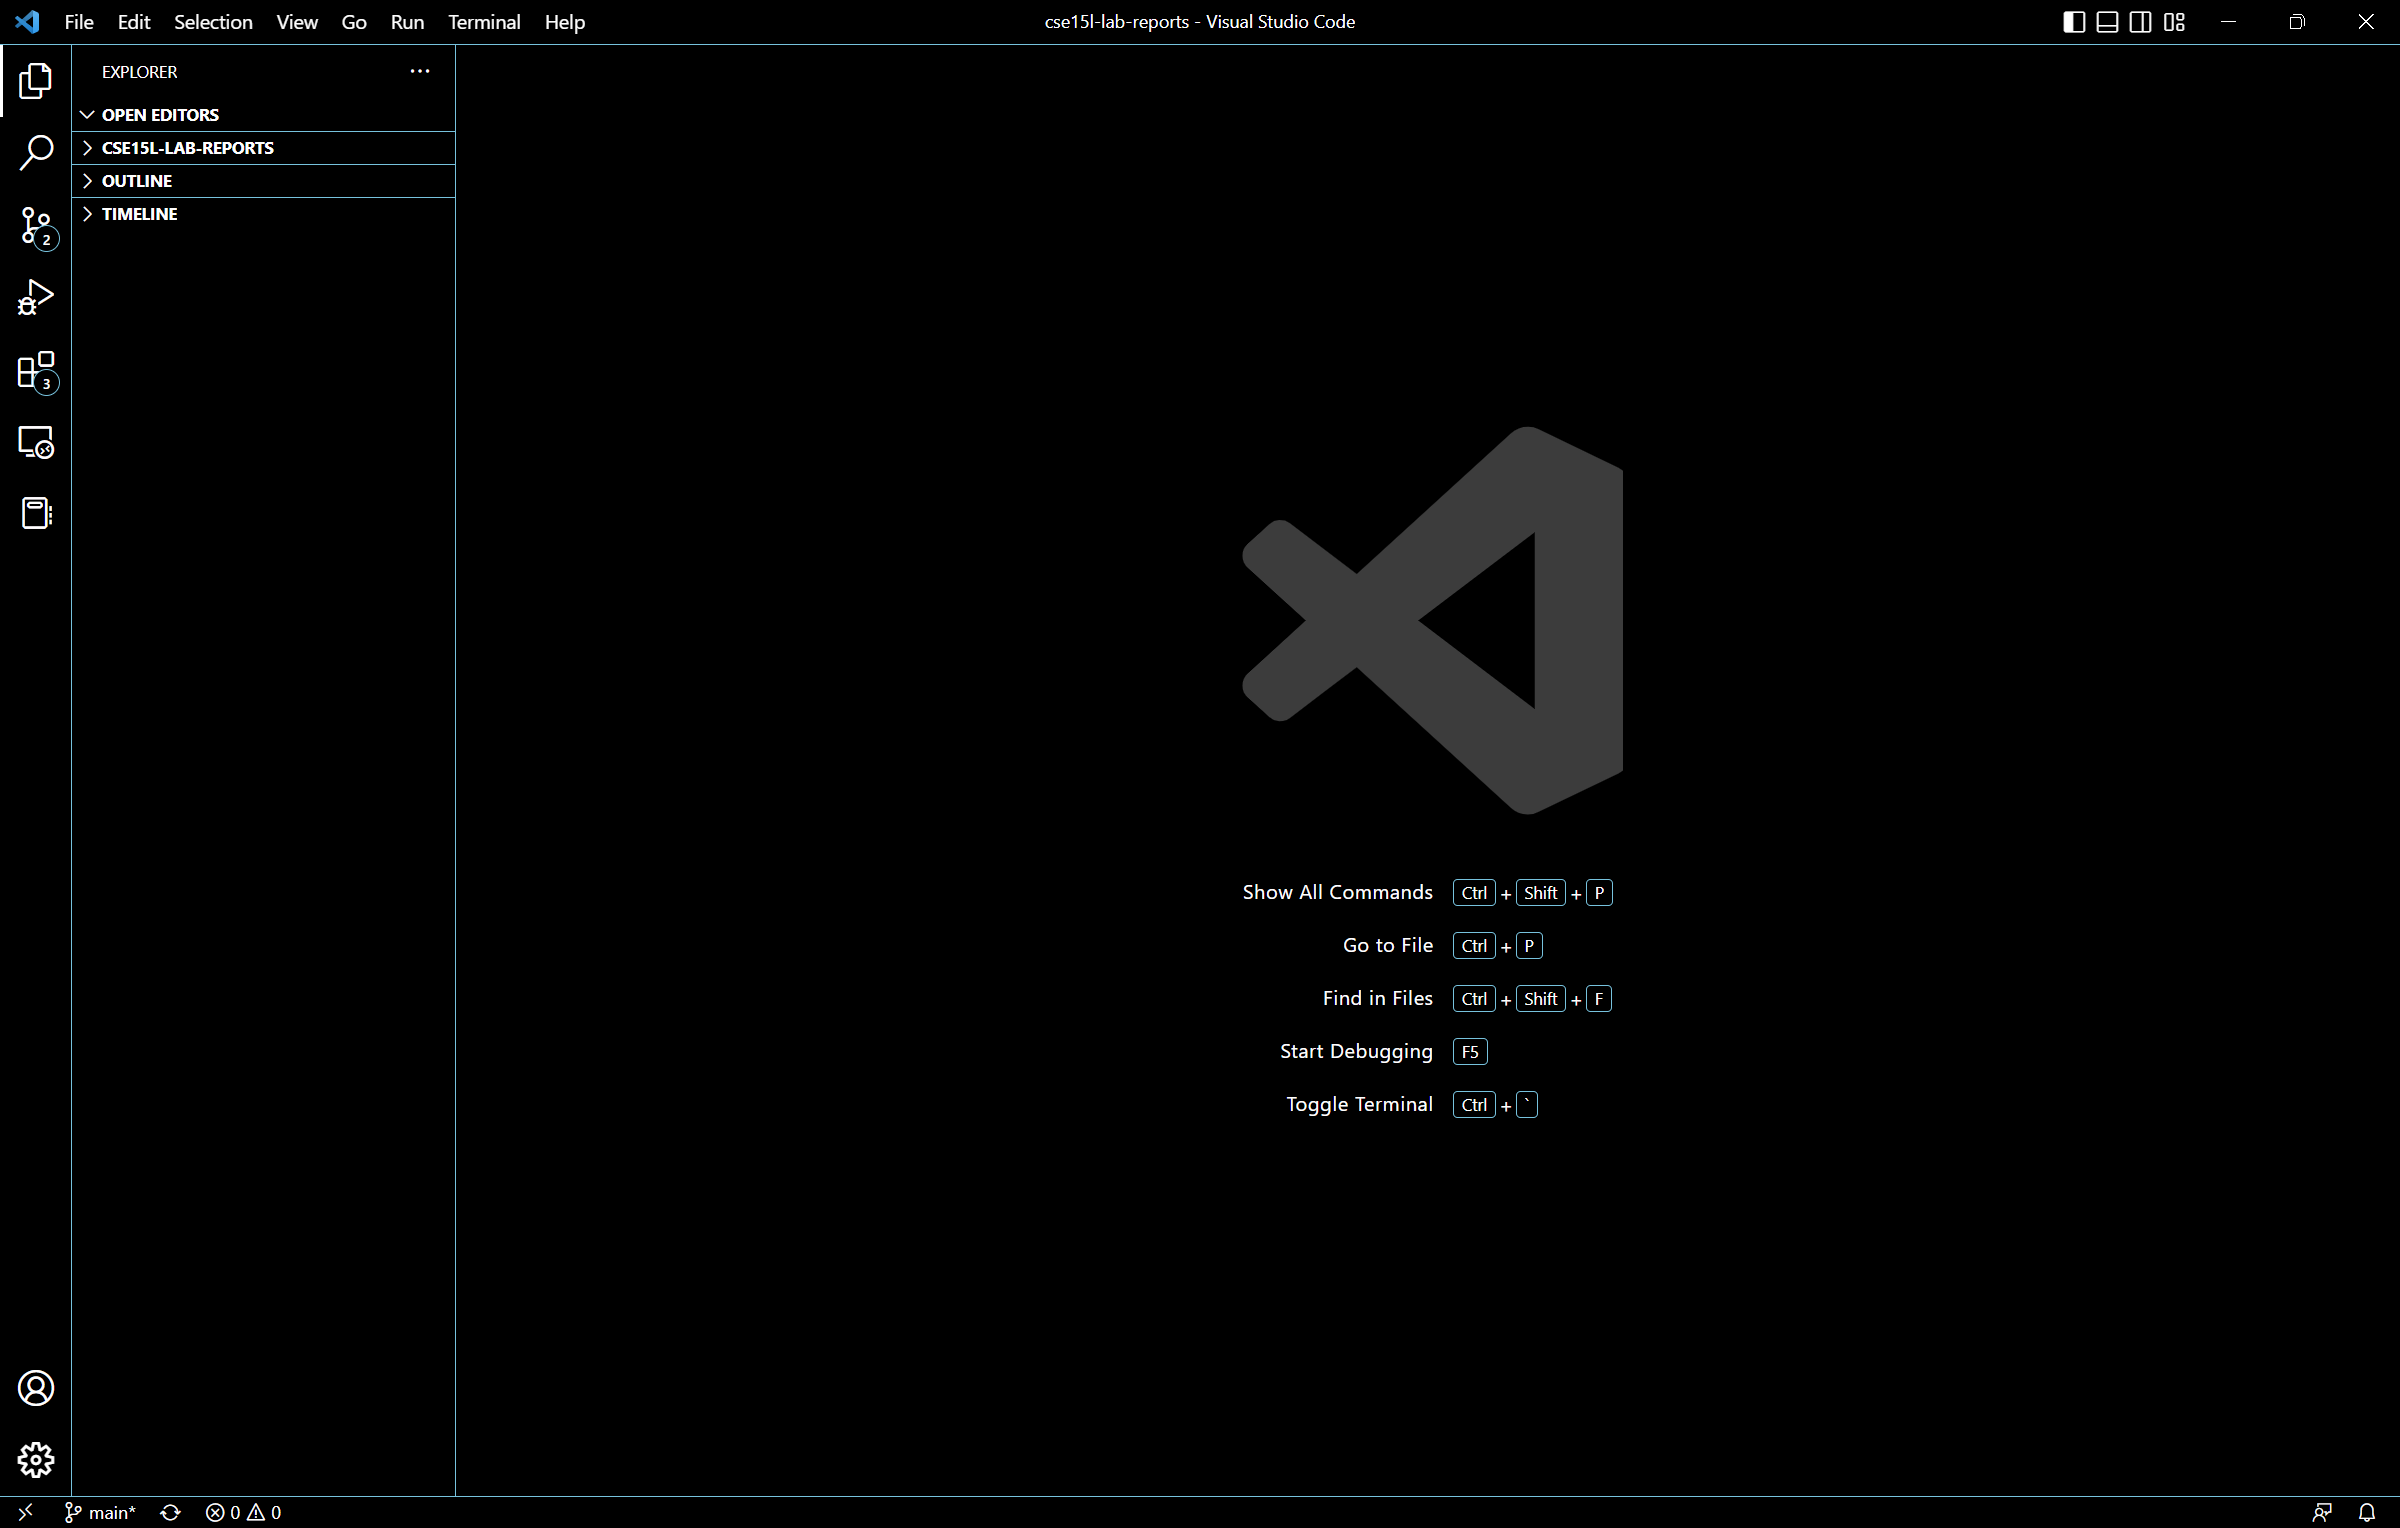 File Edit Selection View Go Run Terminal Help cse15l-lab-reports - Visual Studio Code
EXPLORER
OPEN EDITORS
CSE15L-LAB-REPORTS
OUTLINE
TIMELINE
2
3
Show All Commands Ctrl + Shift + P
Go to File Ctrl + P
Find in Files Ctrl + Shift + F
Start Debugging F5
Toggle Terminal Ctrl + `
main* 0 0